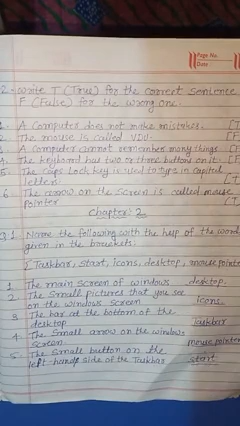 Page No.
Date
2- write T (True) for the correct sentence
F (False) for the wrong one.
1. A Computer does not make mistakes. [T
The mouse is called VDU. [F
A Computer cannot remember many things [F
4. The keyboard has two or three buttons on it. [F
5. The Caps Lock key is used to type in capital
letter. [T
6. The arrow on the screen is called mouse
pointer [T
Chapter: 2
Q.1. Name the following with the help of the word
given in the brackets.
[Taskbar, start, icons, desktop, mouse pointe
1 The main screen of windows desktop.
2 The small pictures that you see
on the windows screen icons.
3 The bar at the bottom of the
desktop. Taskbar
4. The Small arrow on the windows
screen. mouse pointer
5. The Small button on the
left hand side of the Taskbar start